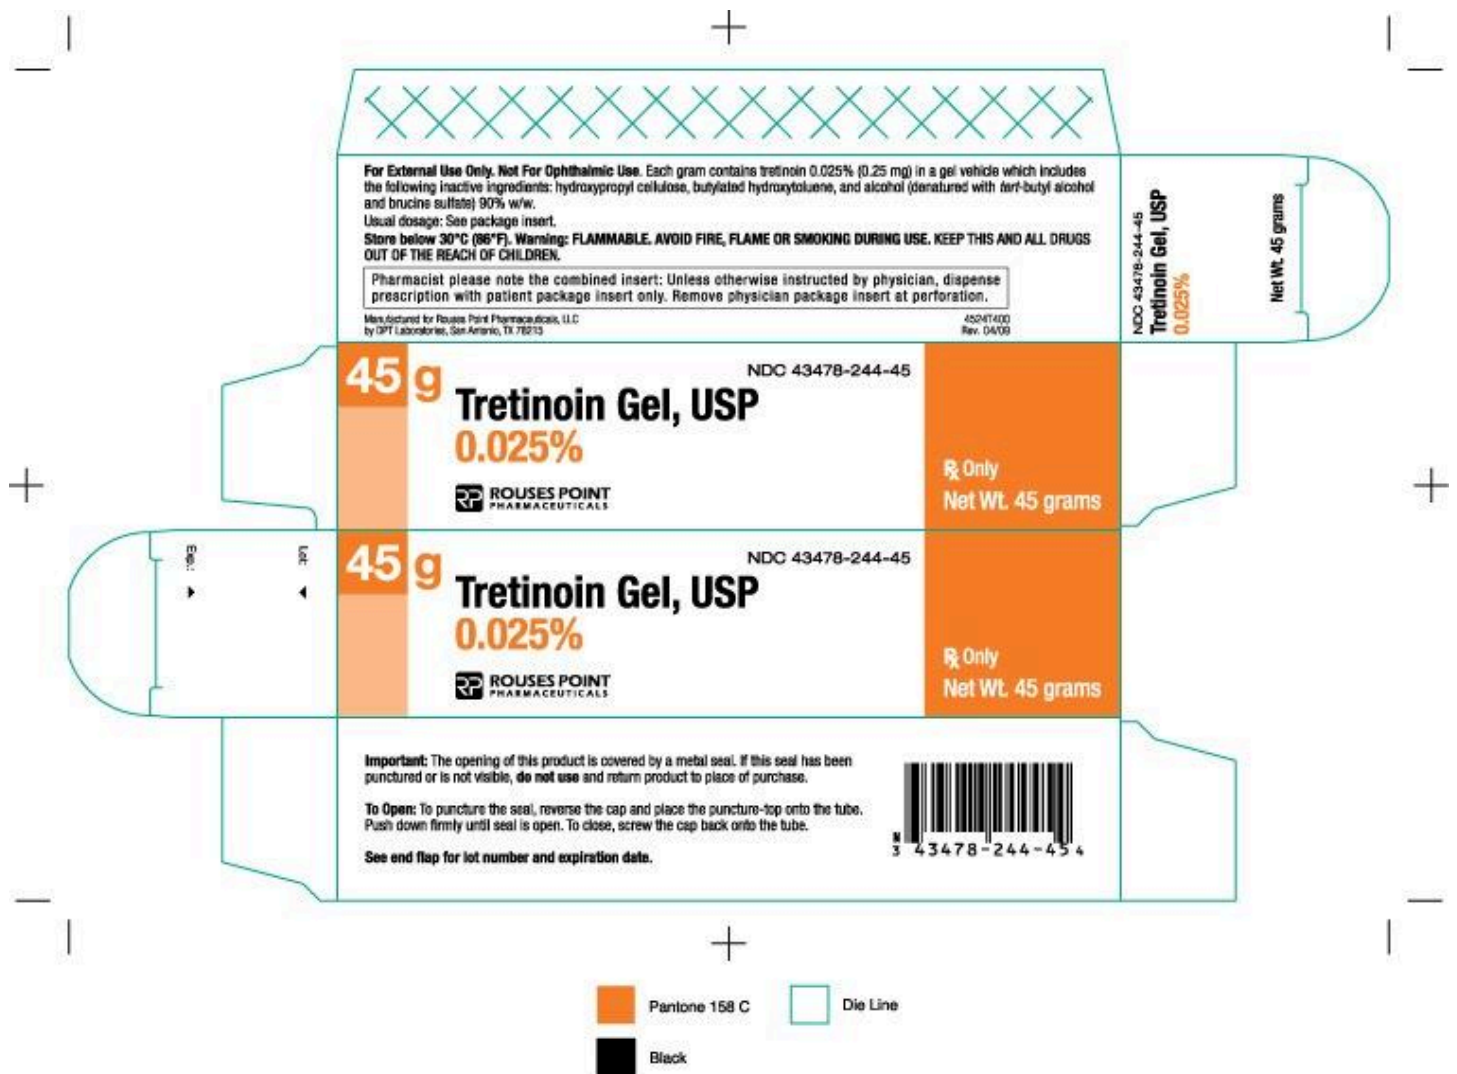 For External Use Only. Not For Ophthalmic Use. Each gram contains tretinoin 0.025% (0.25 mg) in a gel vehicle which includes
the following inactive ingredients: hydroxypropyl cellulose, butylated hydroxytoluene, and alcohol (denatured with tert-butyl alcohol
and brucine sulfate) 90% w/w.
Usual dosage: See package insert.
Store below 30°C (86°F). Warning: FLAMMABLE. AVOID FIRE, FLAME OR SMOKING DURING USE. KEEP THIS AND ALL DRUGS
OUT OF THE REACH OF CHILDREN.
Pharmacist please note the combined insert: Unless otherwise instructed by physician, dispense
prescription with patient package insert only. Remove physician package insert at perforation.
Manufactured for Rouses Point Pharmaceuticals, LLC
by DPT Laboratories, San Antonio, TX 78215
4524T400
Rev. 04/09
NDC 43478-244-45
Tretinoin Gel, USP
0.025%
Net Wt. 45 grams
45 g
NDC 43478-244-45
Tretinoin Gel, USP
0.025%
RP ROUSES POINT
PHARMACEUTICALS
℞ Only
Net Wt. 45 grams
Exp.:
Lot:
45 g
NDC 43478-244-45
Tretinoin Gel, USP
0.025%
RP ROUSES POINT
PHARMACEUTICALS
℞ Only
Net Wt. 45 grams
Important: The opening of this product is covered by a metal seal. If this seal has been
punctured or is not visible, do not use and return product to place of purchase.
To Open: To puncture the seal, reverse the cap and place the puncture-top onto the tube.
Push down firmly until seal is open. To close, screw the cap back onto the tube.
See end flap for lot number and expiration date.
N
3 43478-244-45 4
Pantone 158 C
Die Line
Black